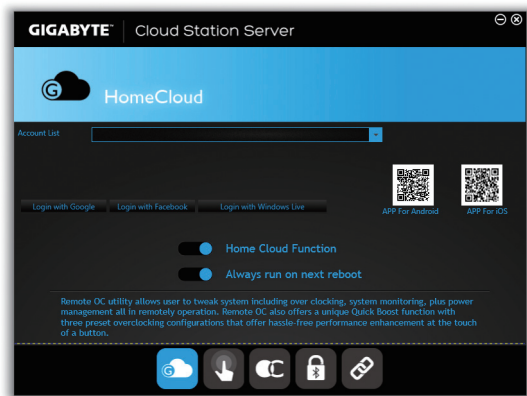 GIGABYTE™ Cloud Station Server
G HomeCloud
Account List
Login with Google Login with Facebook Login with Windows Live
APP For Android APP For iOS
Home Cloud Function
Always run on next reboot
Remote OC utility allows user to tweak system including over clocking, system monitoring, plus power
management all in remotely operation. Remote OC also offers a unique Quick Boost function with
three preset overclocking configurations that offer hassle-free performance enhancement at the touch
of a button.
G OC